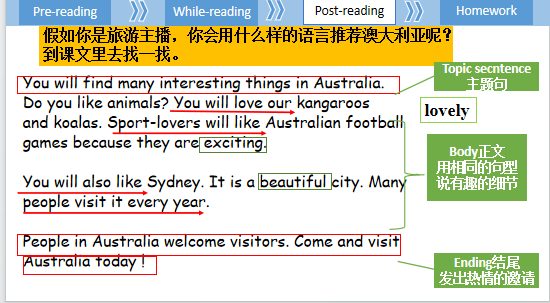 Pre-reading
While-reading
Post-reading
Homework
假如你是旅游主播，你会用什么样的语言推荐澳大利亚呢？
到课文里去找一找。
You will find many interesting things in Australia.
Topic secntence
主题句
Do you like animals? You will love our kangaroos
lovely
and koalas. Sport-lovers will like Australian football
games because they are exciting.
Body正文
用相同的句型
说有趣的细节
You will also like Sydney. It is a beautiful city. Many
people visit it every year.
People in Australia welcome visitors. Come and visit
Australia today !
Ending结尾
发出热情的邀请